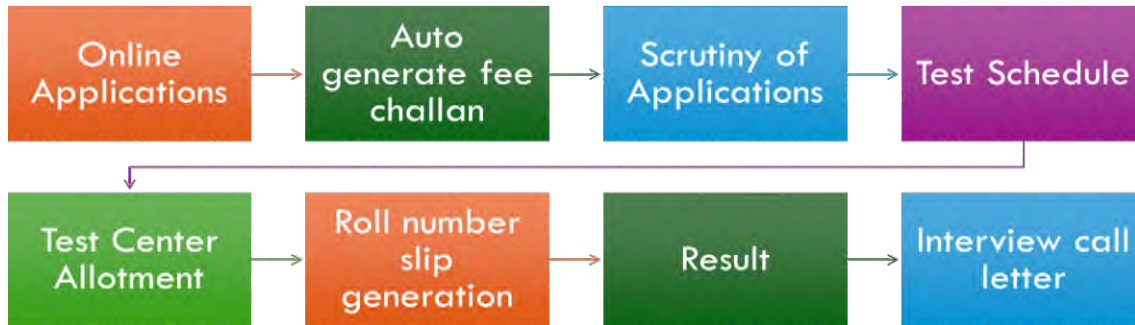 Online
Applications
Auto
generate fee
challan
Scrutiny of
Applications
Test Schedule
Test Center
Allotment
Roll number
slip
generation
Result
Interview call
letter